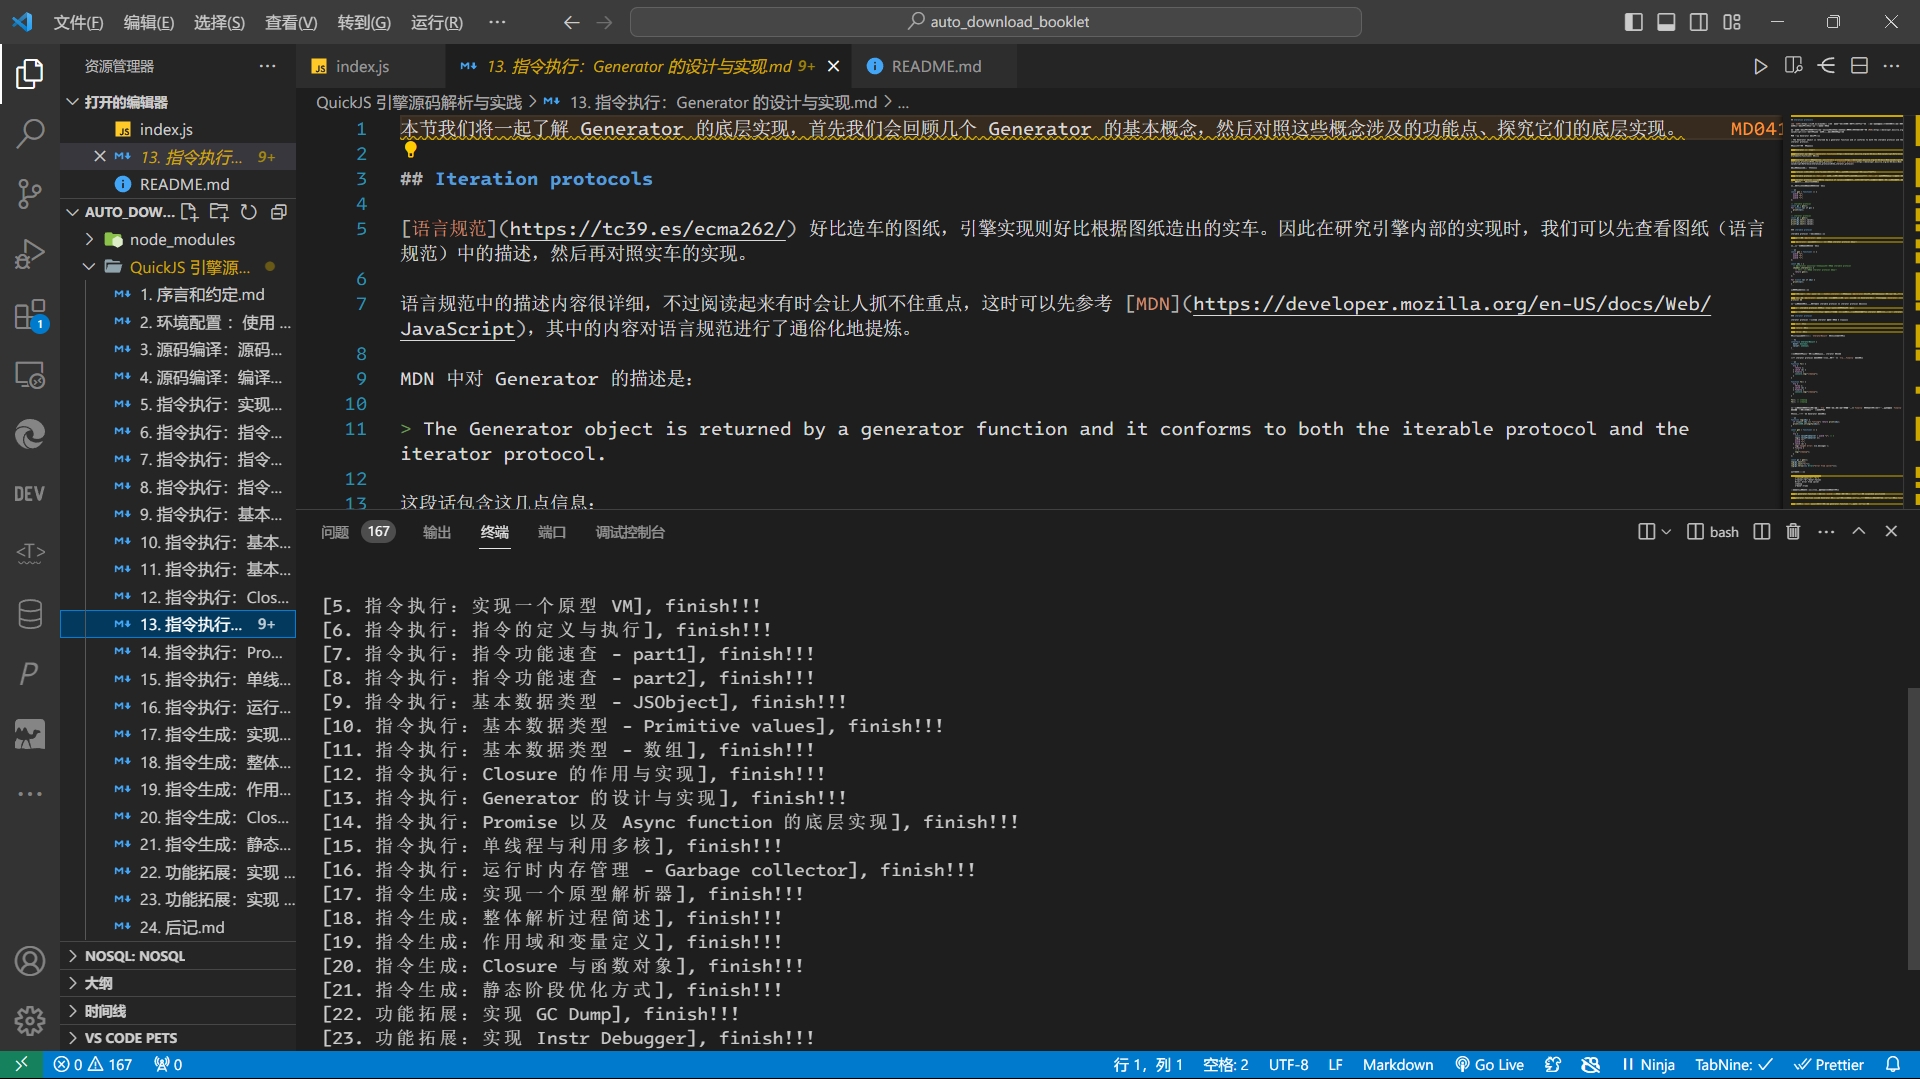 文件(F) 编辑(E) 选择(S) 查看(V) 转到(G) 运行(R) ··· auto_download_booklet
资源管理器 ···
打开的编辑器
JS index.js
13. 指令执行... 9+
README.md
AUTO_DOW...
node_modules
QuickJS 引擎源...
1. 序言和约定.md
2. 环境配置 : 使用 ...
3. 源码编译：源码...
4. 源码编译：编译...
5. 指令执行：实现...
6. 指令执行：指令...
7. 指令执行：指令...
8. 指令执行：指令...
9. 指令执行：基本...
10. 指令执行：基本...
11. 指令执行：基本...
12. 指令执行：Clos...
13. 指令执行... 9+
14. 指令执行：Pro...
15. 指令执行：单线...
16. 指令执行：运行...
17. 指令生成：实现...
18. 指令生成：整体...
19. 指令生成：作用...
20. 指令生成：Clos...
21. 指令生成：静态...
22. 功能拓展：实现 ...
23. 功能拓展：实现 ...
24. 后记.md
NOSQL: NOSQL
大纲
时间线
VS CODE PETS
1
DEV
<T>
P
JS index.js
13. 指令执行：Generator 的设计与实现.md 9+
README.md
QuickJS 引擎源码解析与实践 > 13. 指令执行：Generator 的设计与实现.md > ...
1 本节我们将一起了解 Generator 的底层实现，首先我们会回顾几个 Generator 的基本概念，然后对照这些概念涉及的功能点、探究它们的底层实现。 MD041
2
3 ## Iteration protocols
4
5 [语言规范](https://tc39.es/ecma262/) 好比造车的图纸，引擎实现则好比根据图纸造出的实车。因此在研究引擎内部的实现时，我们可以先查看图纸（语言
规范）中的描述，然后再对照实车的实现。
6
7 语言规范中的描述内容很详细，不过阅读起来有时会让人抓不住重点，这时可以先参考 [MDN](https://developer.mozilla.org/en-US/docs/Web/
JavaScript)，其中的内容对语言规范进行了通俗化地提炼。
8
9 MDN 中对 Generator 的描述是：
10
11 > The Generator object is returned by a generator function and it conforms to both the iterable protocol and the
iterator protocol.
12
13 这段话包含这几点信息：
问题 167 输出 终端 端口 调试控制台 bash
[5. 指令执行：实现一个原型 VM], finish!!!
[6. 指令执行：指令的定义与执行], finish!!!
[7. 指令执行：指令功能速查 - part1], finish!!!
[8. 指令执行：指令功能速查 - part2], finish!!!
[9. 指令执行：基本数据类型 - JSObject], finish!!!
[10. 指令执行：基本数据类型 - Primitive values], finish!!!
[11. 指令执行：基本数据类型 - 数组], finish!!!
[12. 指令执行：Closure 的作用与实现], finish!!!
[13. 指令执行：Generator 的设计与实现], finish!!!
[14. 指令执行：Promise 以及 Async function 的底层实现], finish!!!
[15. 指令执行：单线程与利用多核], finish!!!
[16. 指令执行：运行时内存管理 - Garbage collector], finish!!!
[17. 指令生成：实现一个原型解析器], finish!!!
[18. 指令生成：整体解析过程简述], finish!!!
[19. 指令生成：作用域和变量定义], finish!!!
[20. 指令生成：Closure 与函数对象], finish!!!
[21. 指令生成：静态阶段优化方式], finish!!!
[22. 功能拓展：实现 GC Dump], finish!!!
[23. 功能拓展：实现 Instr Debugger], finish!!!
0 167 0 行 1，列 1 空格: 2 UTF-8 LF Markdown Go Live Ninja TabNine: Prettier